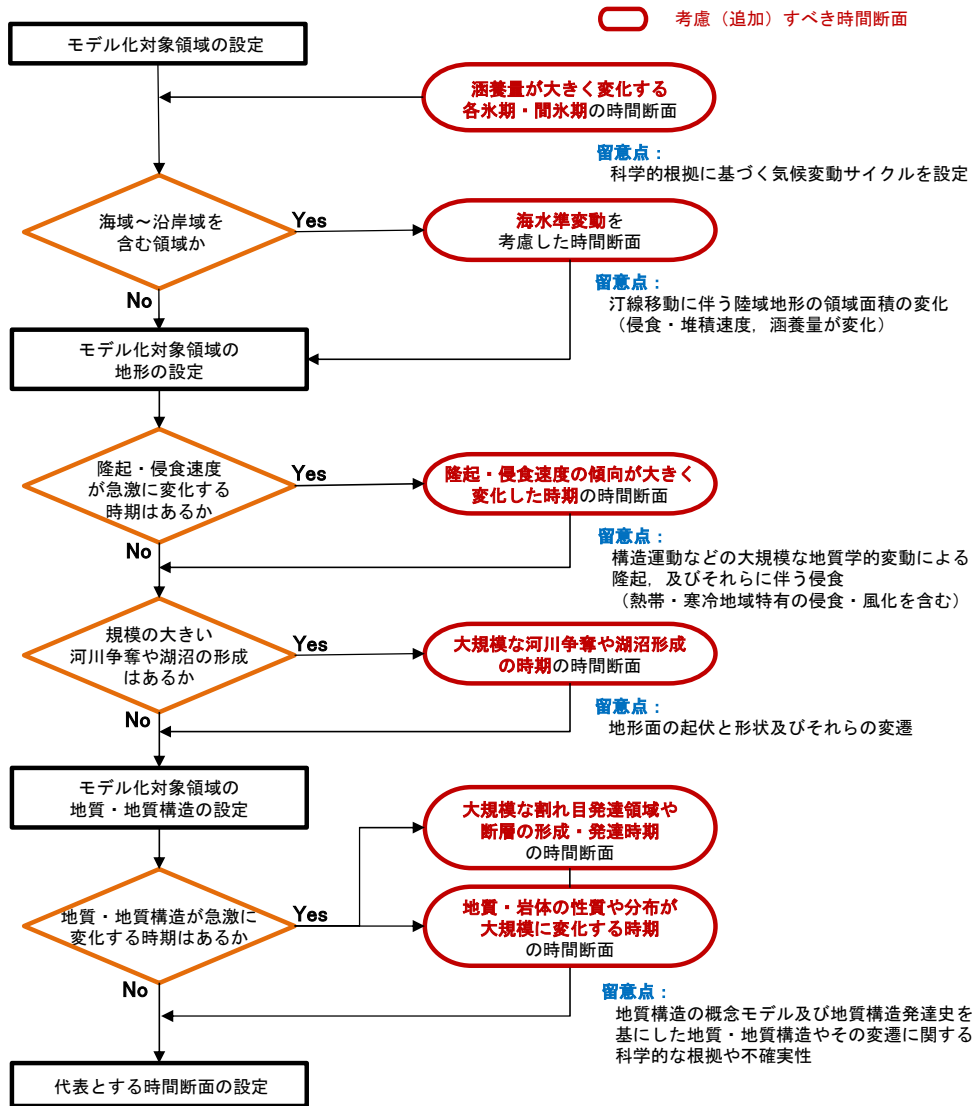 考慮（追加）すべき時間断面
モデル化対象領域の設定
涵養量が大きく変化する
各氷期・間氷期の時間断面
留意点：
科学的根拠に基づく気候変動サイクルを設定
海域～沿岸域を
含む領域か
Yes
海水準変動を
考慮した時間断面
No
留意点：
汀線移動に伴う陸域地形の領域面積の変化
（侵食・堆積速度，涵養量が変化）
モデル化対象領域の
地形の設定
隆起・侵食速度
が急激に変化する
時期はあるか
Yes
隆起・侵食速度の傾向が大きく
変化した時期の時間断面
No
留意点：
構造運動などの大規模な地質学的変動による
隆起，及びそれらに伴う侵食
（熱帯・寒冷地域特有の侵食・風化を含む）
規模の大きい
河川争奪や湖沼の形成
はあるか
Yes
大規模な河川争奪や湖沼形成
の時期の時間断面
No
留意点：
地形面の起伏と形状及びそれらの変遷
モデル化対象領域の
地質・地質構造の設定
大規模な割れ目発達領域や
断層の形成・発達時期
の時間断面
地質・地質構造が急激に
変化する時期はあるか
Yes
地質・岩体の性質や分布が
大規模に変化する時期
の時間断面
No
留意点：
地質構造の概念モデル及び地質構造発達史を
基にした地質・地質構造やその変遷に関する
科学的な根拠や不確実性
代表とする時間断面の設定